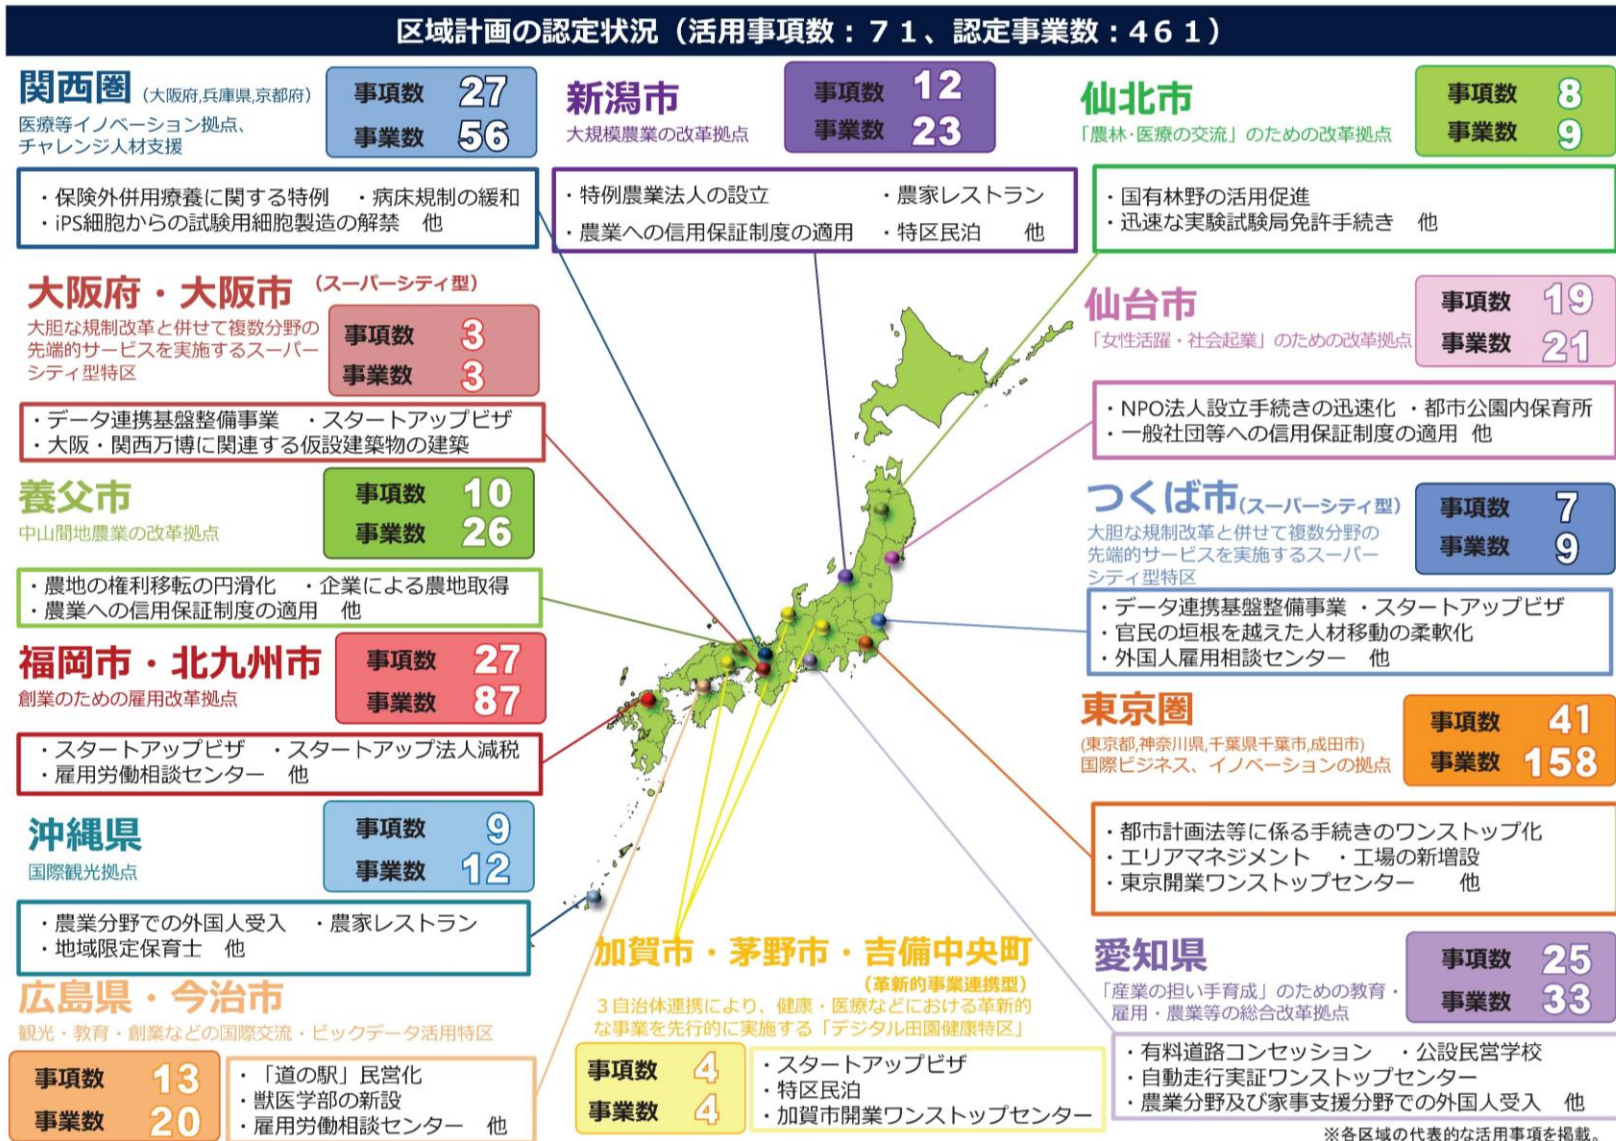 区域計画の認定状況（活用事項数：７１、認定事業数：４６１）
関西圏 (大阪府,兵庫県,京都府)
医療等イノベーション拠点、
チャレンジ人材支援
事項数 27
事業数 56
・保険外併用療養に関する特例　・病床規制の緩和
・iPS細胞からの試験用細胞製造の解禁　他
大阪府・大阪市 （スーパーシティ型）
大胆な規制改革と併せて複数分野の
先端的サービスを実施するスーパー
シティ型特区
事項数 3
事業数 3
・データ連携基盤整備事業　・スタートアップビザ
・大阪・関西万博に関連する仮設建築物の建築
養父市
中山間地農業の改革拠点
事項数 10
事業数 26
・農地の権利移転の円滑化　・企業による農地取得
・農業への信用保証制度の適用　他
福岡市・北九州市
創業のための雇用改革拠点
事項数 27
事業数 87
・スタートアップビザ　・スタートアップ法人減税
・雇用労働相談センター　他
沖縄県
国際観光拠点
事項数 9
事業数 12
・農業分野での外国人受入　・農家レストラン
・地域限定保育士　他
広島県・今治市
観光・教育・創業などの国際交流・ビックデータ活用特区
事項数 13
事業数 20
・「道の駅」民営化
・獣医学部の新設
・雇用労働相談センター　他
新潟市
大規模農業の改革拠点
事項数 12
事業数 23
・特例農業法人の設立　・農家レストラン
・農業への信用保証制度の適用　・特区民泊　他
加賀市・茅野市・吉備中央町
（革新的事業連携型）
３自治体連携により、健康・医療などにおける革新的
な事業を先行的に実施する「デジタル田園健康特区」
事項数 4
事業数 4
・スタートアップビザ
・特区民泊
・加賀市開業ワンストップセンター
仙北市
「農林・医療の交流」のための改革拠点
事項数 8
事業数 9
・国有林野の活用促進
・迅速な実験試験局免許手続き　他
仙台市
「女性活躍・社会起業」のための改革拠点
事項数 19
事業数 21
・NPO法人設立手続きの迅速化 ・都市公園内保育所
・一般社団等への信用保証制度の適用 他
つくば市 (スーパーシティ型)
大胆な規制改革と併せて複数分野の
先端的サービスを実施するスーパー
シティ型特区
事項数 7
事業数 9
・データ連携基盤整備事業 ・スタートアップビザ
・官民の垣根を越えた人材移動の柔軟化
・外国人雇用相談センター　他
東京圏
(東京都,神奈川県,千葉県千葉市,成田市)
国際ビジネス、イノベーションの拠点
事項数 41
事業数 158
・都市計画法等に係る手続きのワンストップ化
・エリアマネジメント　・工場の新増設
・東京開業ワンストップセンター　他
愛知県
「産業の担い手育成」のための教育・
雇用・農業等の総合改革拠点
事項数 25
事業数 33
・有料道路コンセッション　・公設民営学校
・自動走行実証ワンストップセンター
・農業分野及び家事支援分野での外国人受入　他
※各区域の代表的な活用事項を掲載。